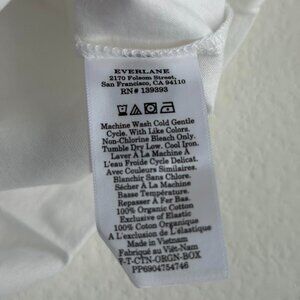 EVERLANE
2170 Folsom Street,
San Francisco, CA 94110
RN# 139393
Machine Wash Cold Gentle
Cycle. With Like Colors.
Non-Chlorine Bleach Only.
Tumble Dry Low. Cool Iron.
Laver À La Machine À
L'eau Froide Cycle Delicat.
Avec Couleurs Similaires.
Blanchir Sans Chlore.
Sécher À La Machine
Basse Température.
Repasser A Fer Bas.
100% Organic Cotton
Exclusive of Elastic
100% Coton Organique
A L'exclusion de L'élastique
Made in Vietnam
Fabriqué au Viêt-Nam
F-T-CTN-ORGN-BOX
PP6904754746